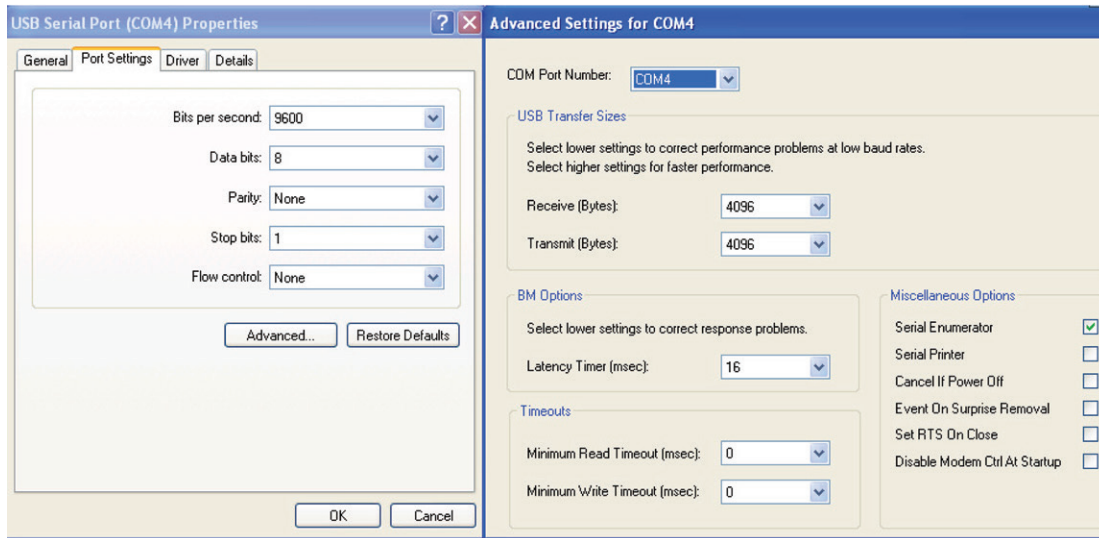 USB Serial Port (COM4) Properties
General Port Settings Driver Details
Bits per second: 9600
Data bits: 8
Parity: None
Stop bits: 1
Flow control: None
Advanced... Restore Defaults
OK Cancel
Advanced Settings for COM4
COM Port Number: COM4
USB Transfer Sizes
Select lower settings to correct performance problems at low baud rates.
Select higher settings for faster performance.
Receive (Bytes): 4096
Transmit (Bytes): 4096
BM Options
Select lower settings to correct response problems.
Latency Timer (msec): 16
Timeouts
Minimum Read Timeout (msec): 0
Minimum Write Timeout (msec): 0
Miscellaneous Options
Serial Enumerator
Serial Printer
Cancel If Power Off
Event On Surprise Removal
Set RTS On Close
Disable Modem Ctrl At Startup